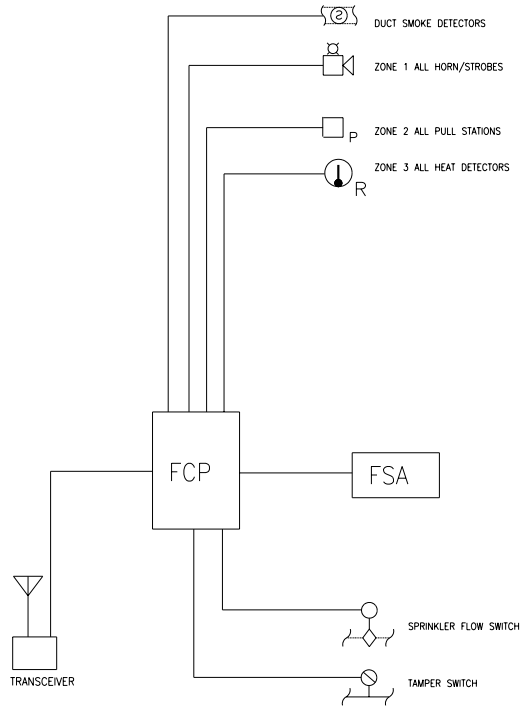 DUCT SMOKE DETECTORS
ZONE 1 ALL HORN/STROBES
P
ZONE 2 ALL PULL STATIONS
ZONE 3 ALL HEAT DETECTORS
R
FCP
FSA
SPRINKLER FLOW SWITCH
TRANSCEIVER
TAMPER SWITCH